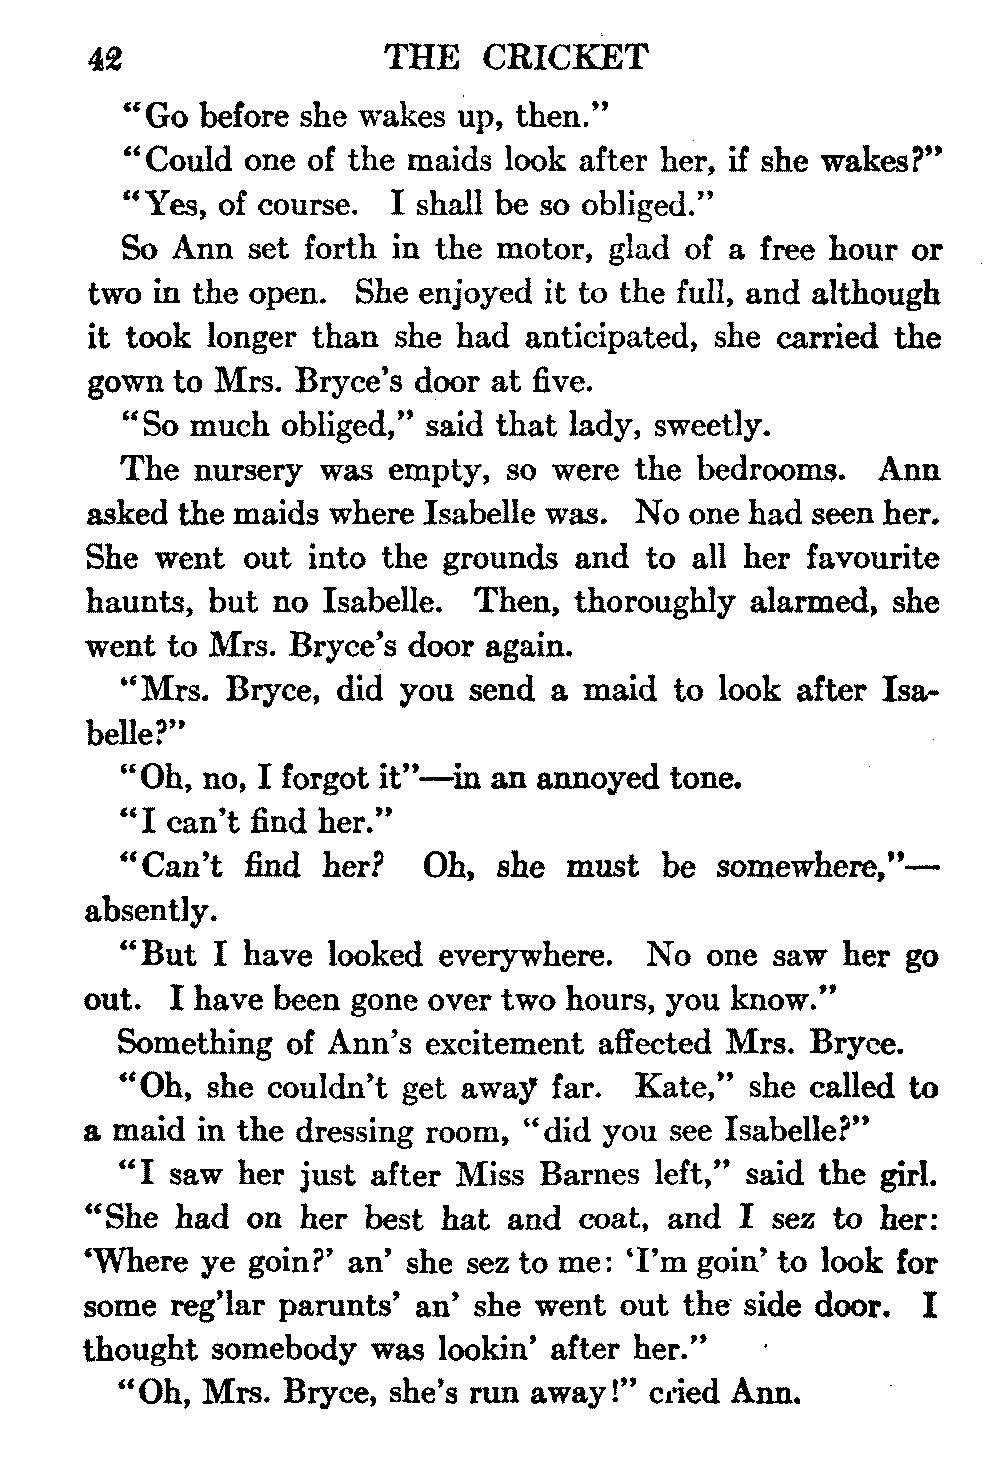 42 THE CRICKET
"Go before she wakes up, then."
"Could one of the maids look after her, if she wakes?"
"Yes, of course. I shall be so obliged."
So Ann set forth in the motor, glad of a free hour or
two in the open. She enjoyed it to the full, and although
it took longer than she had anticipated, she carried the
gown to Mrs. Bryce's door at five.
"So much obliged," said that lady, sweetly.
The nursery was empty, so were the bedrooms. Ann
asked the maids where Isabelle was. No one had seen her.
She went out into the grounds and to all her favourite
haunts, but no Isabelle. Then, thoroughly alarmed, she
went to Mrs. Bryce's door again.
"Mrs. Bryce, did you send a maid to look after Isa-
belle?"
"Oh, no, I forgot it"—in an annoyed tone.
"I can't find her."
"Can't find her? Oh, she must be somewhere,"—
absently.
"But I have looked everywhere. No one saw her go
out. I have been gone over two hours, you know."
Something of Ann's excitement affected Mrs. Bryce.
"Oh, she couldn't get away far. Kate," she called to
a maid in the dressing room, "did you see Isabelle?"
"I saw her just after Miss Barnes left," said the girl.
"She had on her best hat and coat, and I sez to her:
'Where ye goin?' an' she sez to me: 'I'm goin' to look for
some reg'lar parunts' an' she went out the side door. I
thought somebody was lookin' after her."
"Oh, Mrs. Bryce, she's run away!" cried Ann.